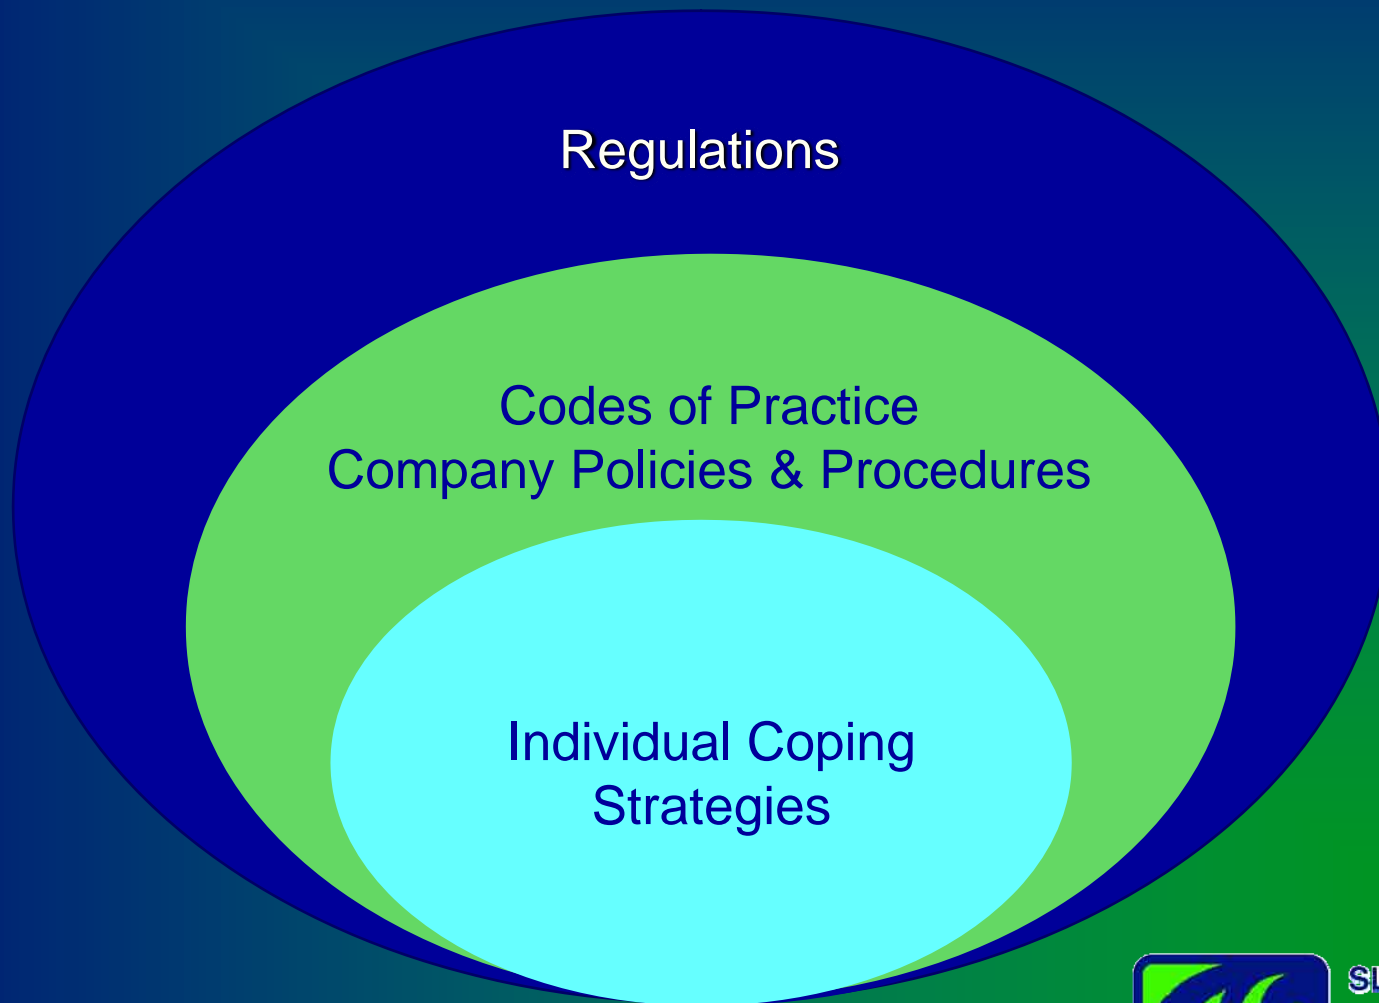 Regulations
Codes of Practice
Company Policies & Procedures
Individual Coping
Strategies